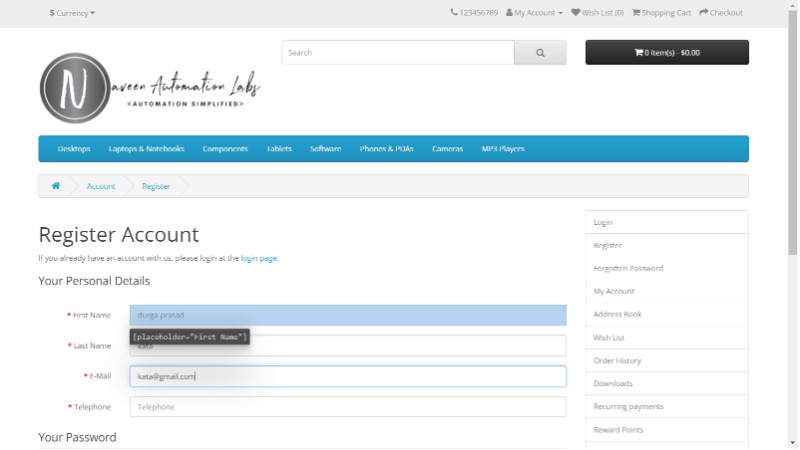 $ Currency
123456789 My Account Wish List (0) Shopping Cart Checkout
N aveen Automation Labs
<AUTOMATION SIMPLIFIED>
Search
0 item(s) - $0.00
Desktops Laptops & Notebooks Components Tablets Software Phones & PDAs Cameras MP3 Players
Account Register
Register Account
If you already have an account with us, please login at the login page.
Your Personal Details
* First Name durga prasad
[placeholder="First Name"]
* Last Name kata
* E-Mail kata@gmail.com
* Telephone Telephone
Your Password
Login
Register
Forgotten Password
My Account
Address Book
Wish List
Order History
Downloads
Recurring payments
Reward Points